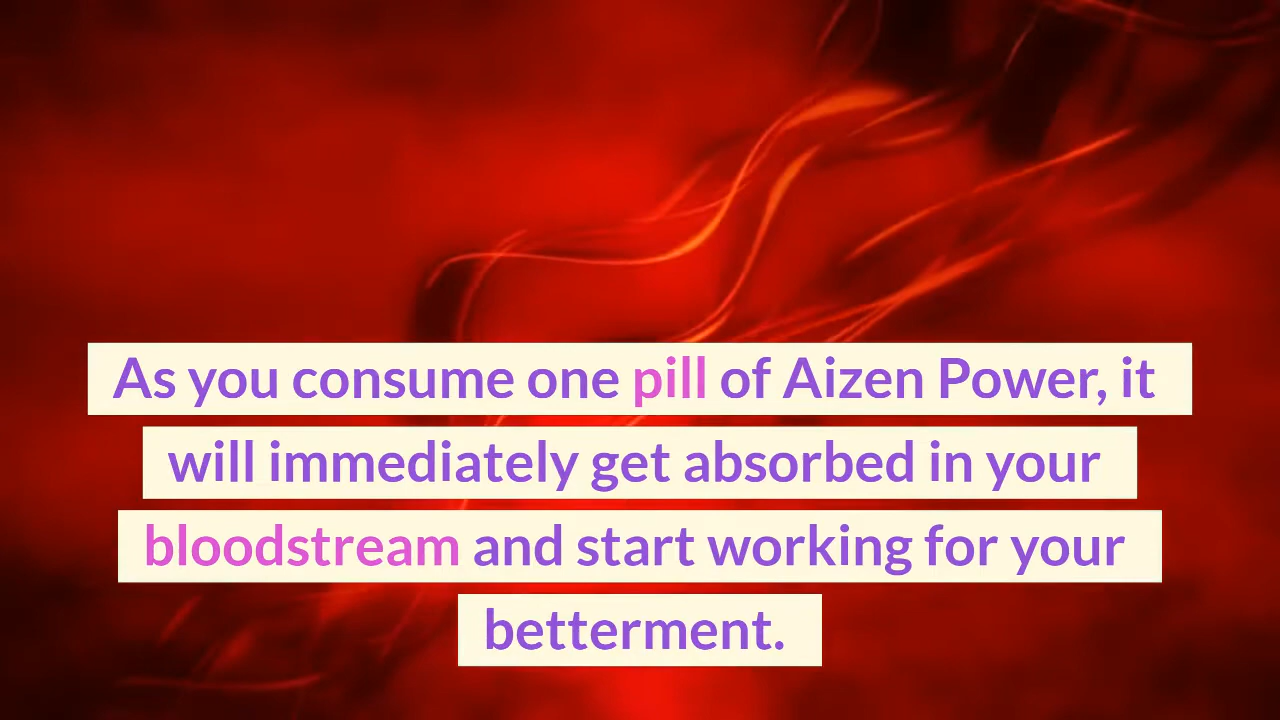 As you consume one pill of Aizen Power, it
will immediately get absorbed in your
bloodstream and start working for your
betterment.